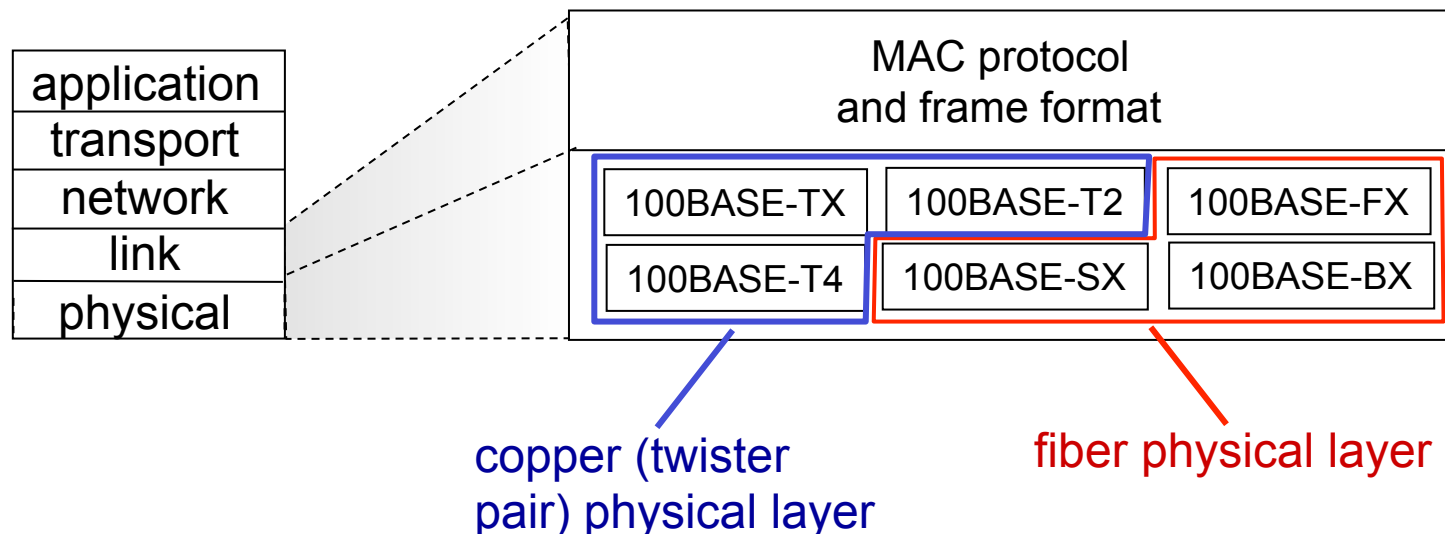 application
transport
network
link
physical
MAC protocol
and frame format
100BASE-TX
100BASE-T2
100BASE-FX
100BASE-T4
100BASE-SX
100BASE-BX
copper (twister
pair) physical layer
fiber physical layer